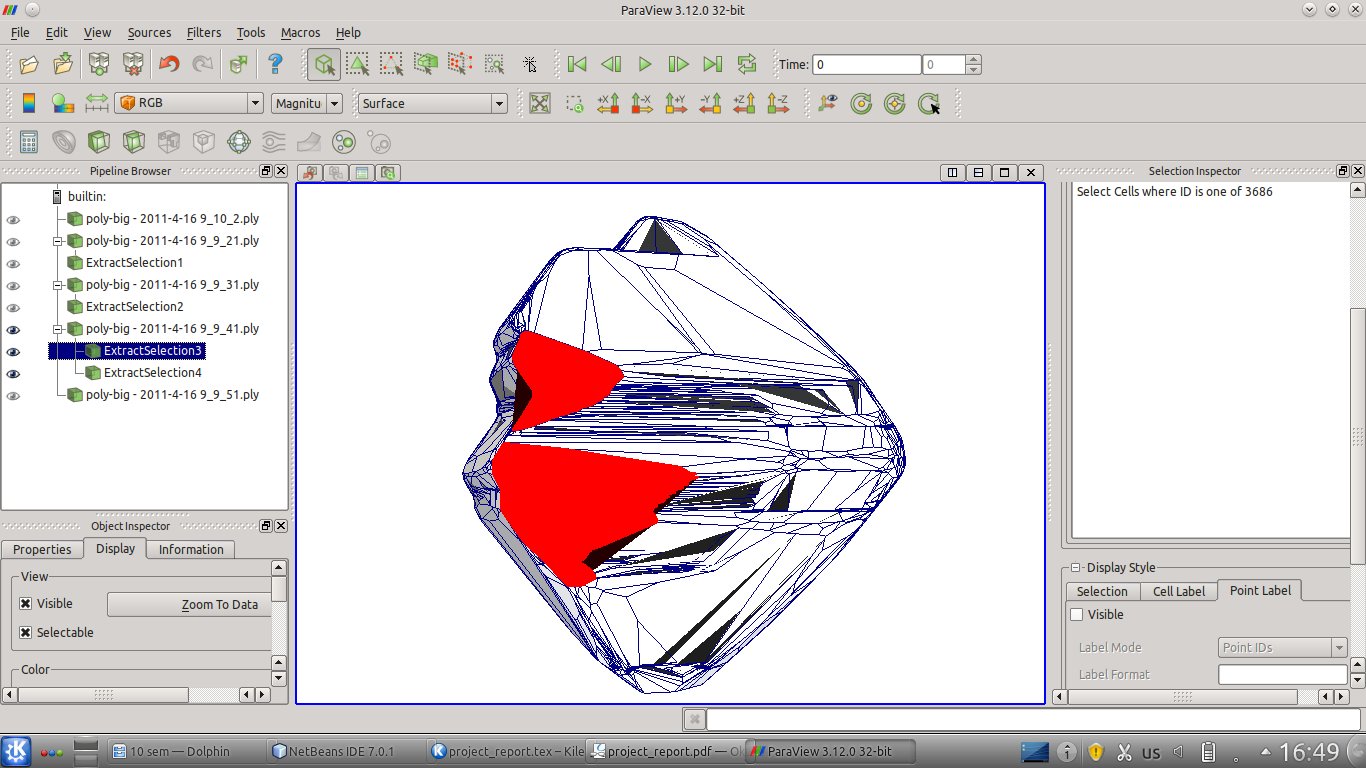 ParaView 3.12.0 32-bit
File Edit View Sources Filters Tools Macros Help
Time: 0 0
RGB Magnitu Surface
+X -X +Y -Y +Z -Z
Pipeline Browser
builtin:
poly-big - 2011-4-16 9_10_2.ply
poly-big - 2011-4-16 9_9_21.ply
ExtractSelection1
poly-big - 2011-4-16 9_9_31.ply
ExtractSelection2
poly-big - 2011-4-16 9_9_41.ply
ExtractSelection3
ExtractSelection4
poly-big - 2011-4-16 9_9_51.ply
Object Inspector
Properties Display Information
View
Visible Zoom To Data
Selectable
Color
Selection Inspector
Select Cells where ID is one of 3686
Display Style
Selection Cell Label Point Label
Visible
Label Mode Point IDs
Label Format
10 sem — Dolphin NetBeans IDE 7.0.1 project_report.tex – Kile project_report.pdf — O ParaView 3.12.0 32-bit us 16:49